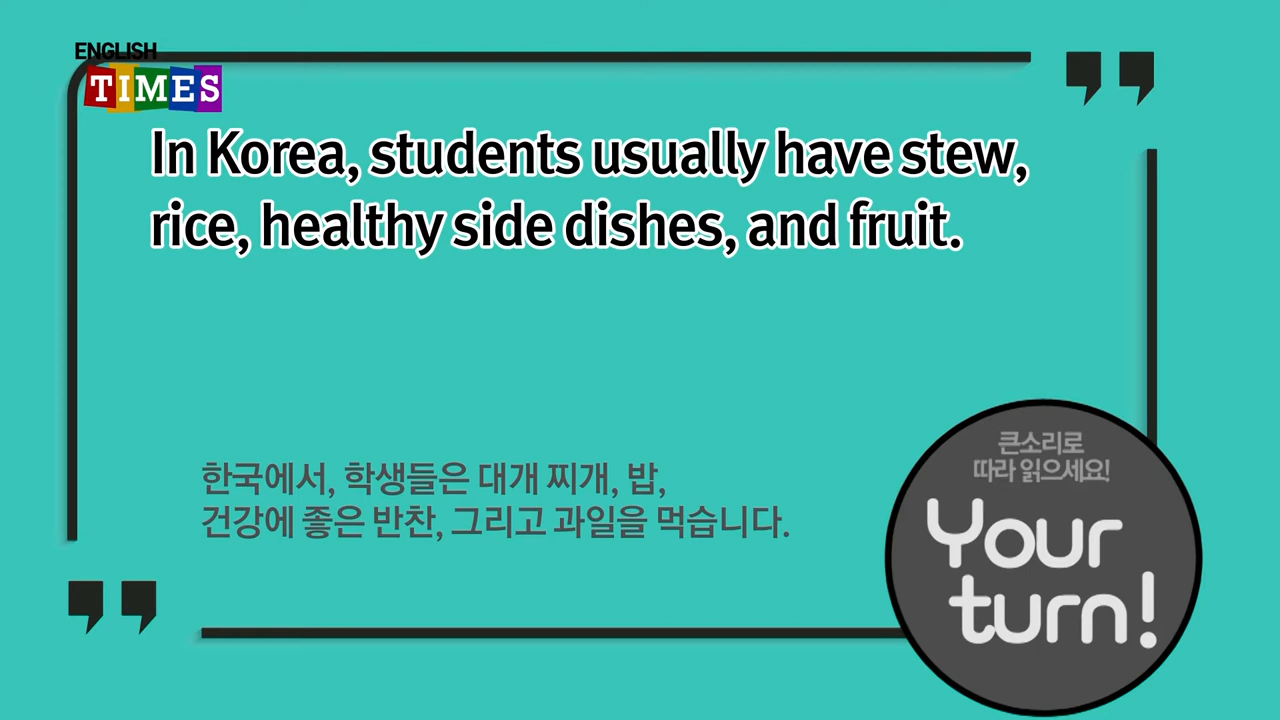 ENGLISH
TIMES
In Korea, students usually have stew,
rice, healthy side dishes, and fruit.
한국에서, 학생들은 대개 찌개, 밥,
건강에 좋은 반찬, 그리고 과일을 먹습니다.
큰소리로
따라 읽으세요!
Your
turn!